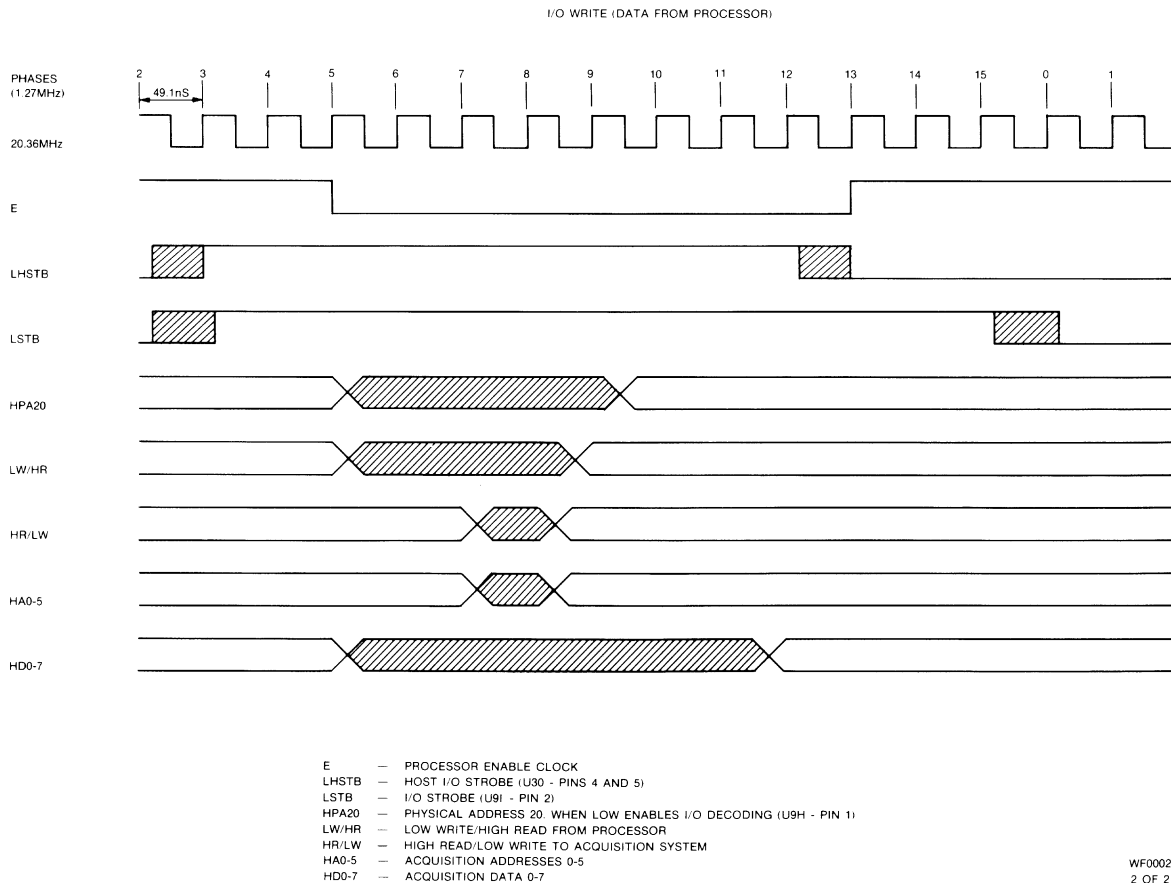 I/O WRITE (DATA FROM PROCESSOR)
PHASES 2 3 4 5 6 7 8 9 10 11 12 13 14 15 0 1
(1.27MHz)
49.1nS
20.36MHz
E
LHSTB
LSTB
HPA20
LW/HR
HR/LW
HA0-5
HD0-7
E — PROCESSOR ENABLE CLOCK
LHSTB — HOST I/O STROBE (U30 - PINS 4 AND 5)
LSTB — I/O STROBE (U9I - PIN 2)
HPA20 — PHYSICAL ADDRESS 20. WHEN LOW ENABLES I/O DECODING (U9H - PIN 1)
LW/HR — LOW WRITE/HIGH READ FROM PROCESSOR
HR/LW — HIGH READ/LOW WRITE TO ACQUISITION SYSTEM
HA0-5 — ACQUISITION ADDRESSES 0-5
HD0-7 — ACQUISITION DATA 0-7
WF0002
2 OF 2